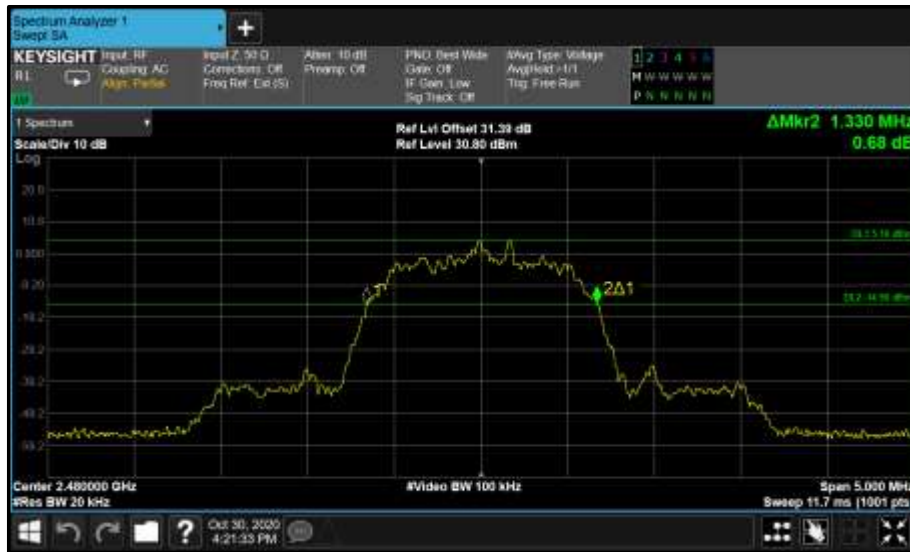 Spectrum Analyzer 1
Swept SA
+
KEYSIGHT Input: RF
Coupling: AC
Align: Partial
Input Z: 50 Ω
Corrections: Off
Freq Ref: Ext (S)
Atten: 10 dB
Preamp: Off
PNO: Best Wide
Gate: Off
IF Gain: Low
Sig Track: Off
Avg Type: Voltage
Trig: Free Run
1 2 3 4 5 6
M W W W W W
P N N N N N
1 Spectrum
Scale/Div 10 dB
Log
Ref Lvl Offset 31.39 dB
Ref Level 30.80 dBm
ΔMkr2 1.330 MHz
0.68 dB
20.8
10.8
0.800
-9.20
-19.2
-29.2
-39.2
-49.2
-59.2
2Δ1
Center 2.480000 GHz
#Res BW 20 kHz
#Video BW 100 kHz
Span 5.000 MHz
Sweep 11.7 ms (1001 pts
?
Oct 30, 2020
4:21:33 PM